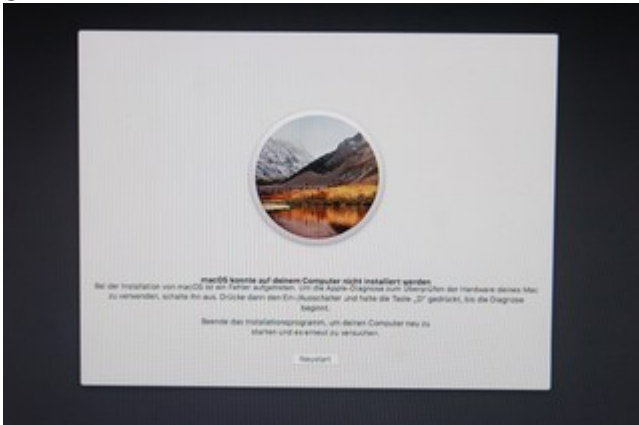 macOS konnte auf deinem Computer nicht installiert werden
Bei der Installation von macOS ist ein Fehler aufgetreten. Um die Apple-Diagnose zum Überprüfen der Hardware deines Mac
zu verwenden, schalte ihn aus. Drücke dann den Ein-/Ausschalter und halte die Taste „D“ gedrückt, bis die Diagnose
beginnt.
Beende das Installationsprogramm, um deinen Computer neu zu
starten und es erneut zu versuchen.
Neustart